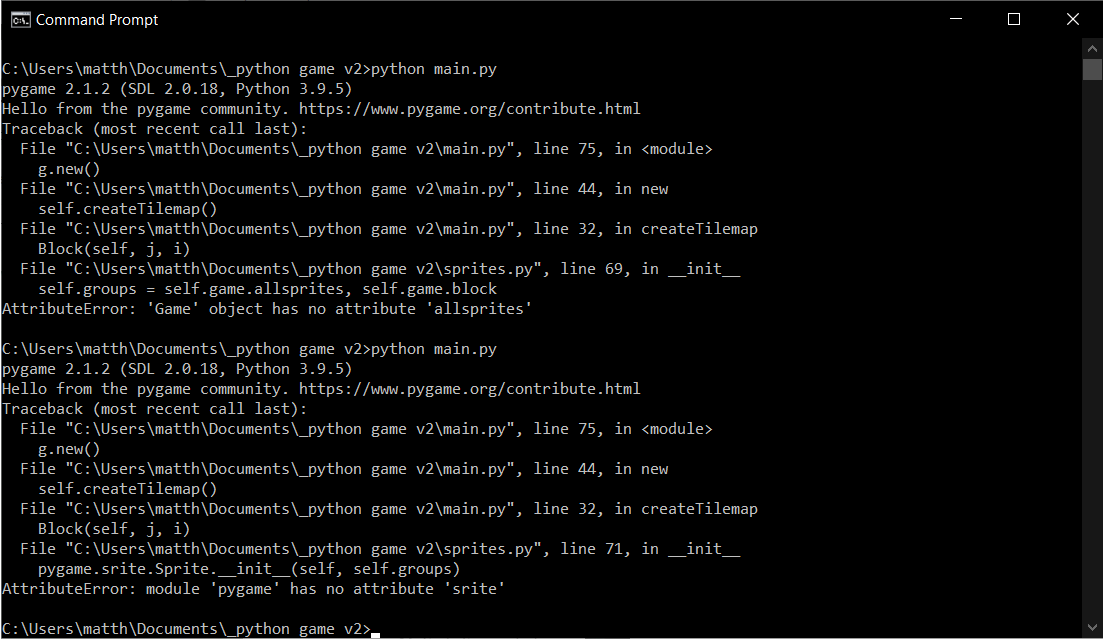 Command Prompt
C:\Users\matth\Documents\_python game v2>python main.py
pygame 2.1.2 (SDL 2.0.18, Python 3.9.5)
Hello from the pygame community. https://www.pygame.org/contribute.html
Traceback (most recent call last):
  File "C:\Users\matth\Documents\_python game v2\main.py", line 75, in <module>
    g.new()
  File "C:\Users\matth\Documents\_python game v2\main.py", line 44, in new
    self.createTilemap()
  File "C:\Users\matth\Documents\_python game v2\main.py", line 32, in createTilemap
    Block(self, j, i)
  File "C:\Users\matth\Documents\_python game v2\sprites.py", line 69, in __init__
    self.groups = self.game.allsprites, self.game.block
AttributeError: 'Game' object has no attribute 'allsprites'
C:\Users\matth\Documents\_python game v2>python main.py
pygame 2.1.2 (SDL 2.0.18, Python 3.9.5)
Hello from the pygame community. https://www.pygame.org/contribute.html
Traceback (most recent call last):
  File "C:\Users\matth\Documents\_python game v2\main.py", line 75, in <module>
    g.new()
  File "C:\Users\matth\Documents\_python game v2\main.py", line 44, in new
    self.createTilemap()
  File "C:\Users\matth\Documents\_python game v2\main.py", line 32, in createTilemap
    Block(self, j, i)
  File "C:\Users\matth\Documents\_python game v2\sprites.py", line 71, in __init__
    pygame.srite.Sprite.__init__(self, self.groups)
AttributeError: module 'pygame' has no attribute 'srite'
C:\Users\matth\Documents\_python game v2>